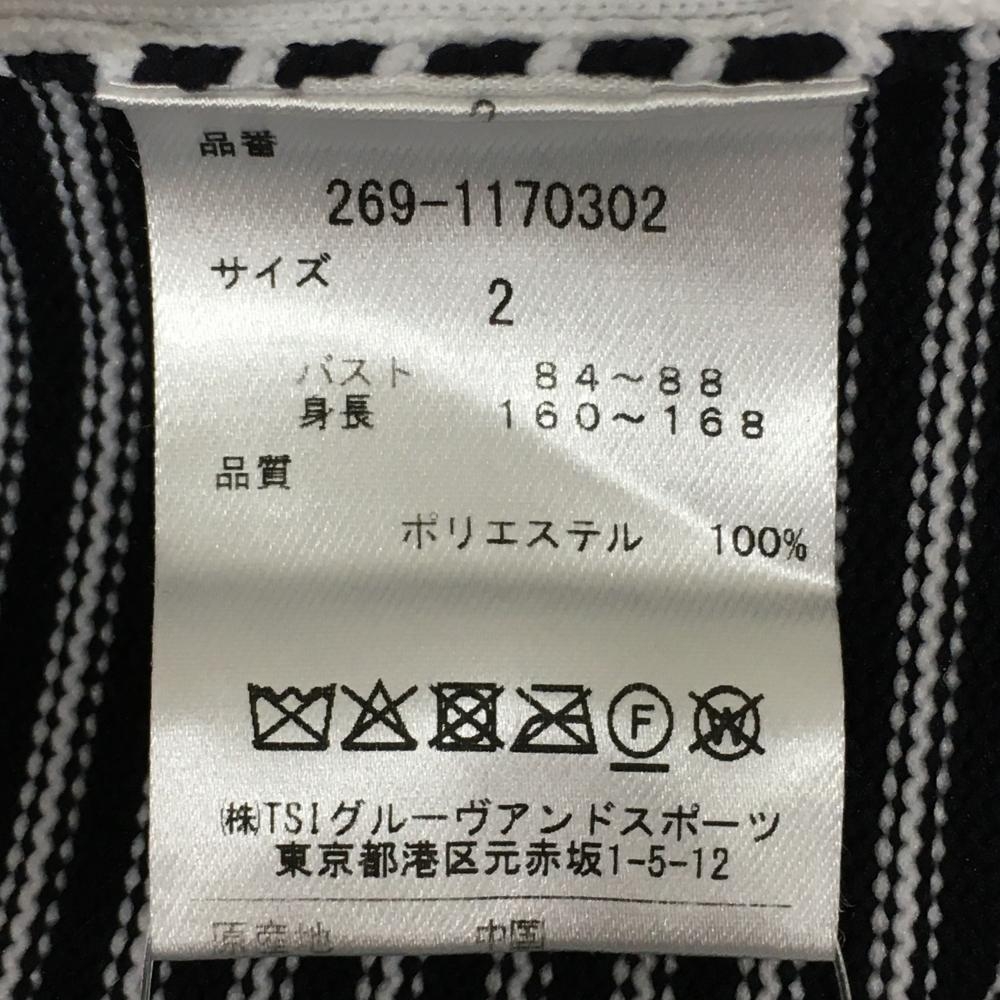 2
品番
269-1170302
サイズ
2
バスト 84〜88
身長 160〜168
品質
ポリエステル 100%
F W
㈱TSIグルーヴアンドスポーツ
東京都港区元赤坂1-5-12
原産地 中国